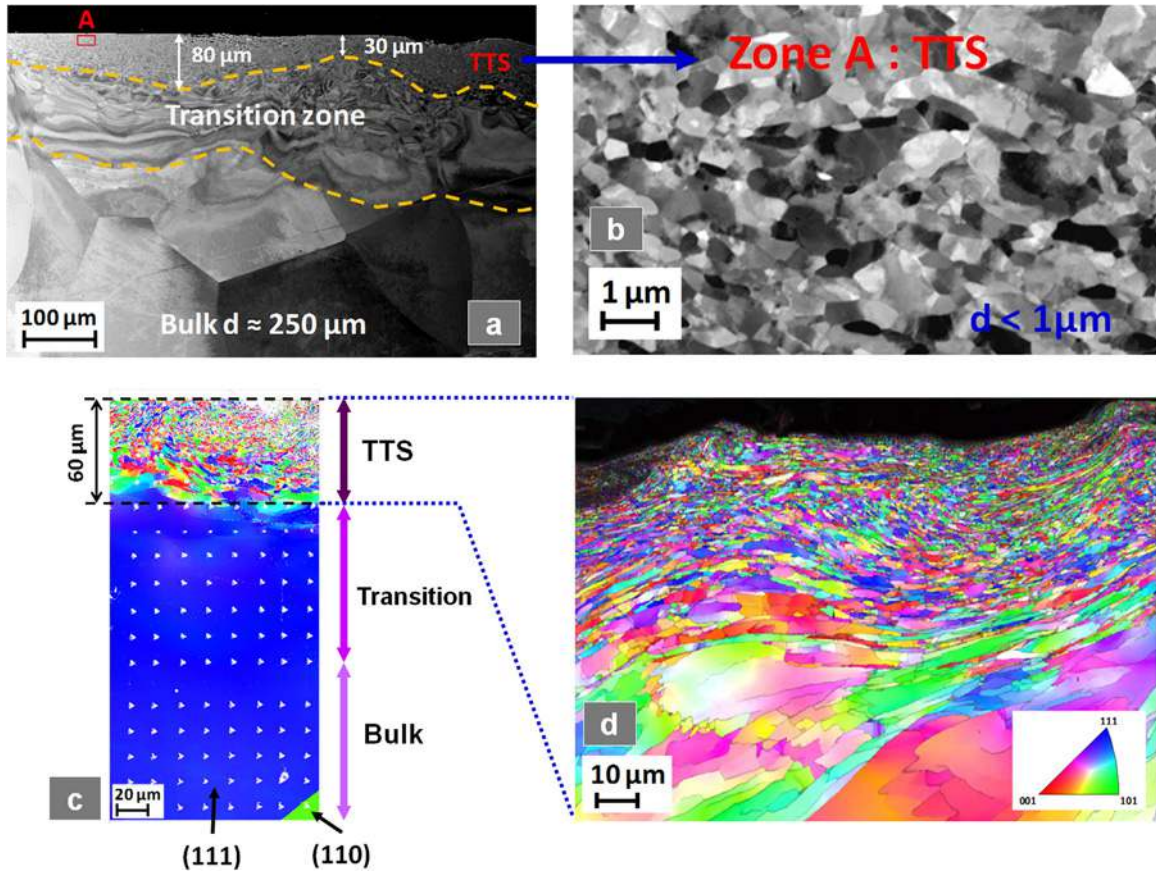 A
80 µm
30 µm
TTS
Transition zone
100 µm
Bulk d ≈ 250 µm
a
Zone A : TTS
b
1 µm
d < 1µm
60 µm
TTS
Transition
Bulk
c
20 µm
(111)
(110)
d
10 µm
111
001
101